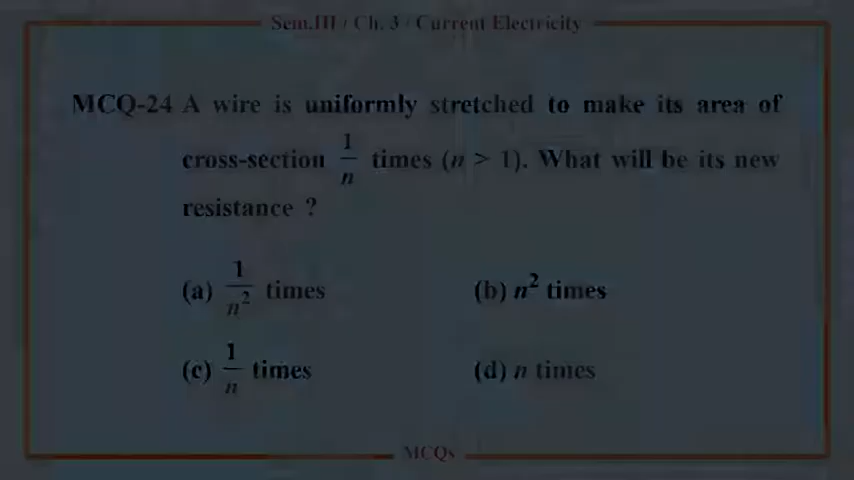 Sem.III / Ch. 3 / Current Electricity
MCQ-24 A wire is uniformly stretched to make its area of
cross-section 1/n times (n > 1). What will be its new
resistance ?
(a) 1/n² times (b) n² times
(c) 1/n times (d) n times
MCQs